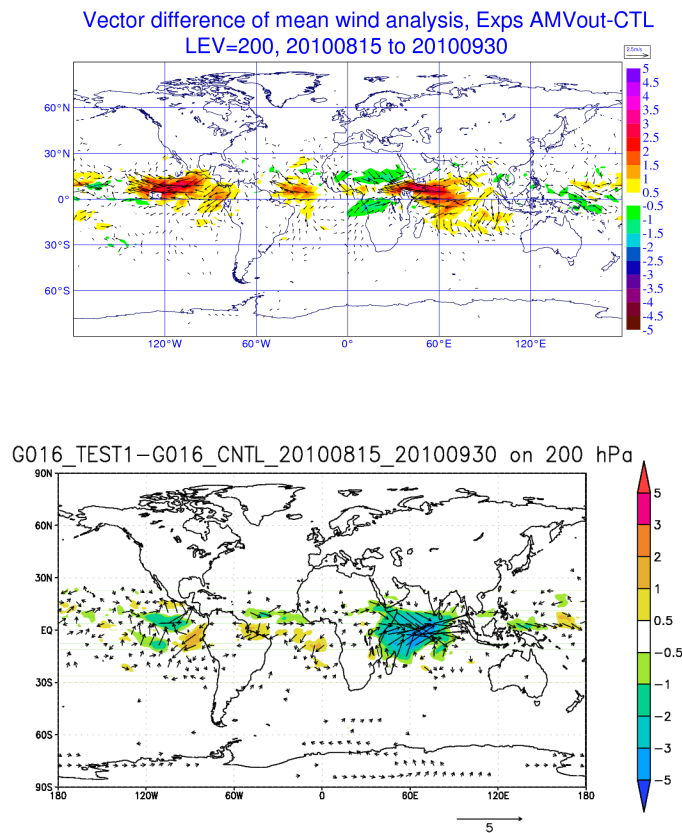 Vector difference of mean wind analysis, Exps AMVout-CTL
LEV=200, 20100815 to 20100930
2.5m/s
5
4.5
4
3.5
3
2.5
2
1.5
1
0.5
-0.5
-1
-1.5
-2
-2.5
-3
-3.5
-4
-4.5
-5
60°N
30°N
0°
30°S
60°S
120°W 60°W 0° 60°E 120°E
G016_TEST1-G016_CNTL_20100815_20100930 on 200 hPa
90N
60N
30N
EQ
30S
60S
90S
180 120W 60W 0 60E 120E 180
5
3
2
1
0.5
-0.5
-1
-2
-3
-5
5